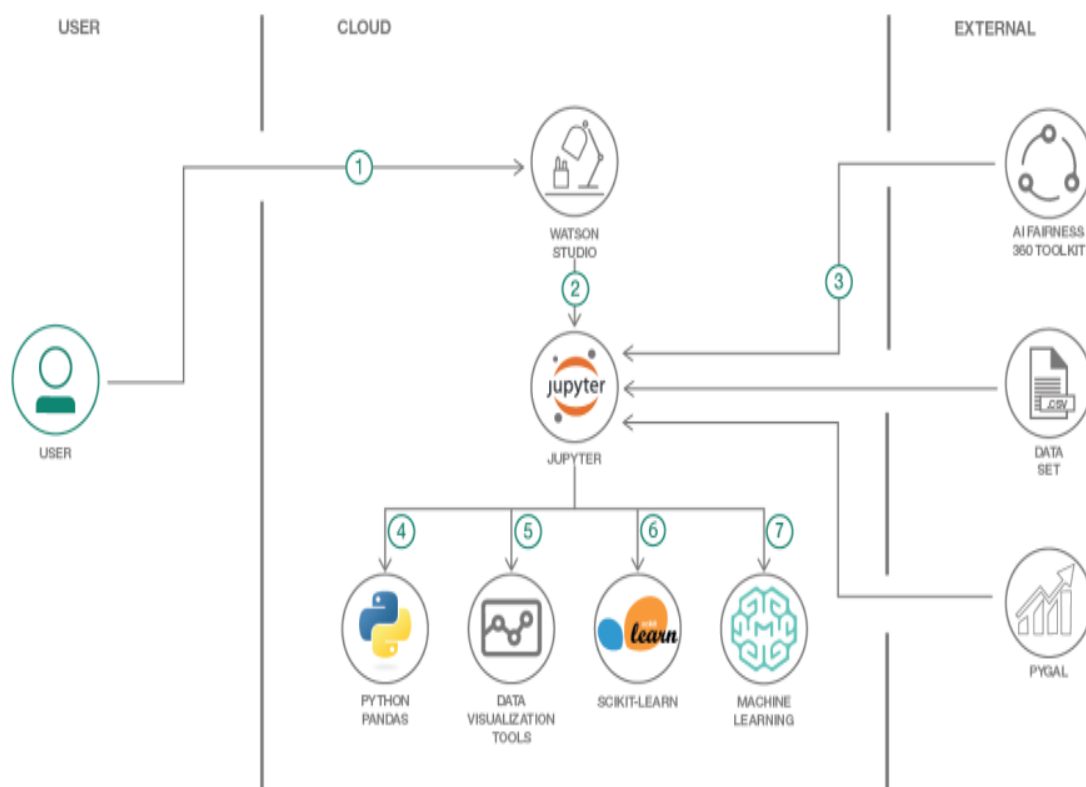 USER
CLOUD
EXTERNAL
1
WATSON
STUDIO
AI FAIRNESS
360 TOOLKIT
2
3
jupyter
JUPYTER
USER
.CSV
DATA
SET
4
5
6
7
scikit
learn
M
PYTHON
PANDAS
DATA
VISUALIZATION
TOOLS
SCIKIT-LEARN
MACHINE
LEARNING
PYGAL